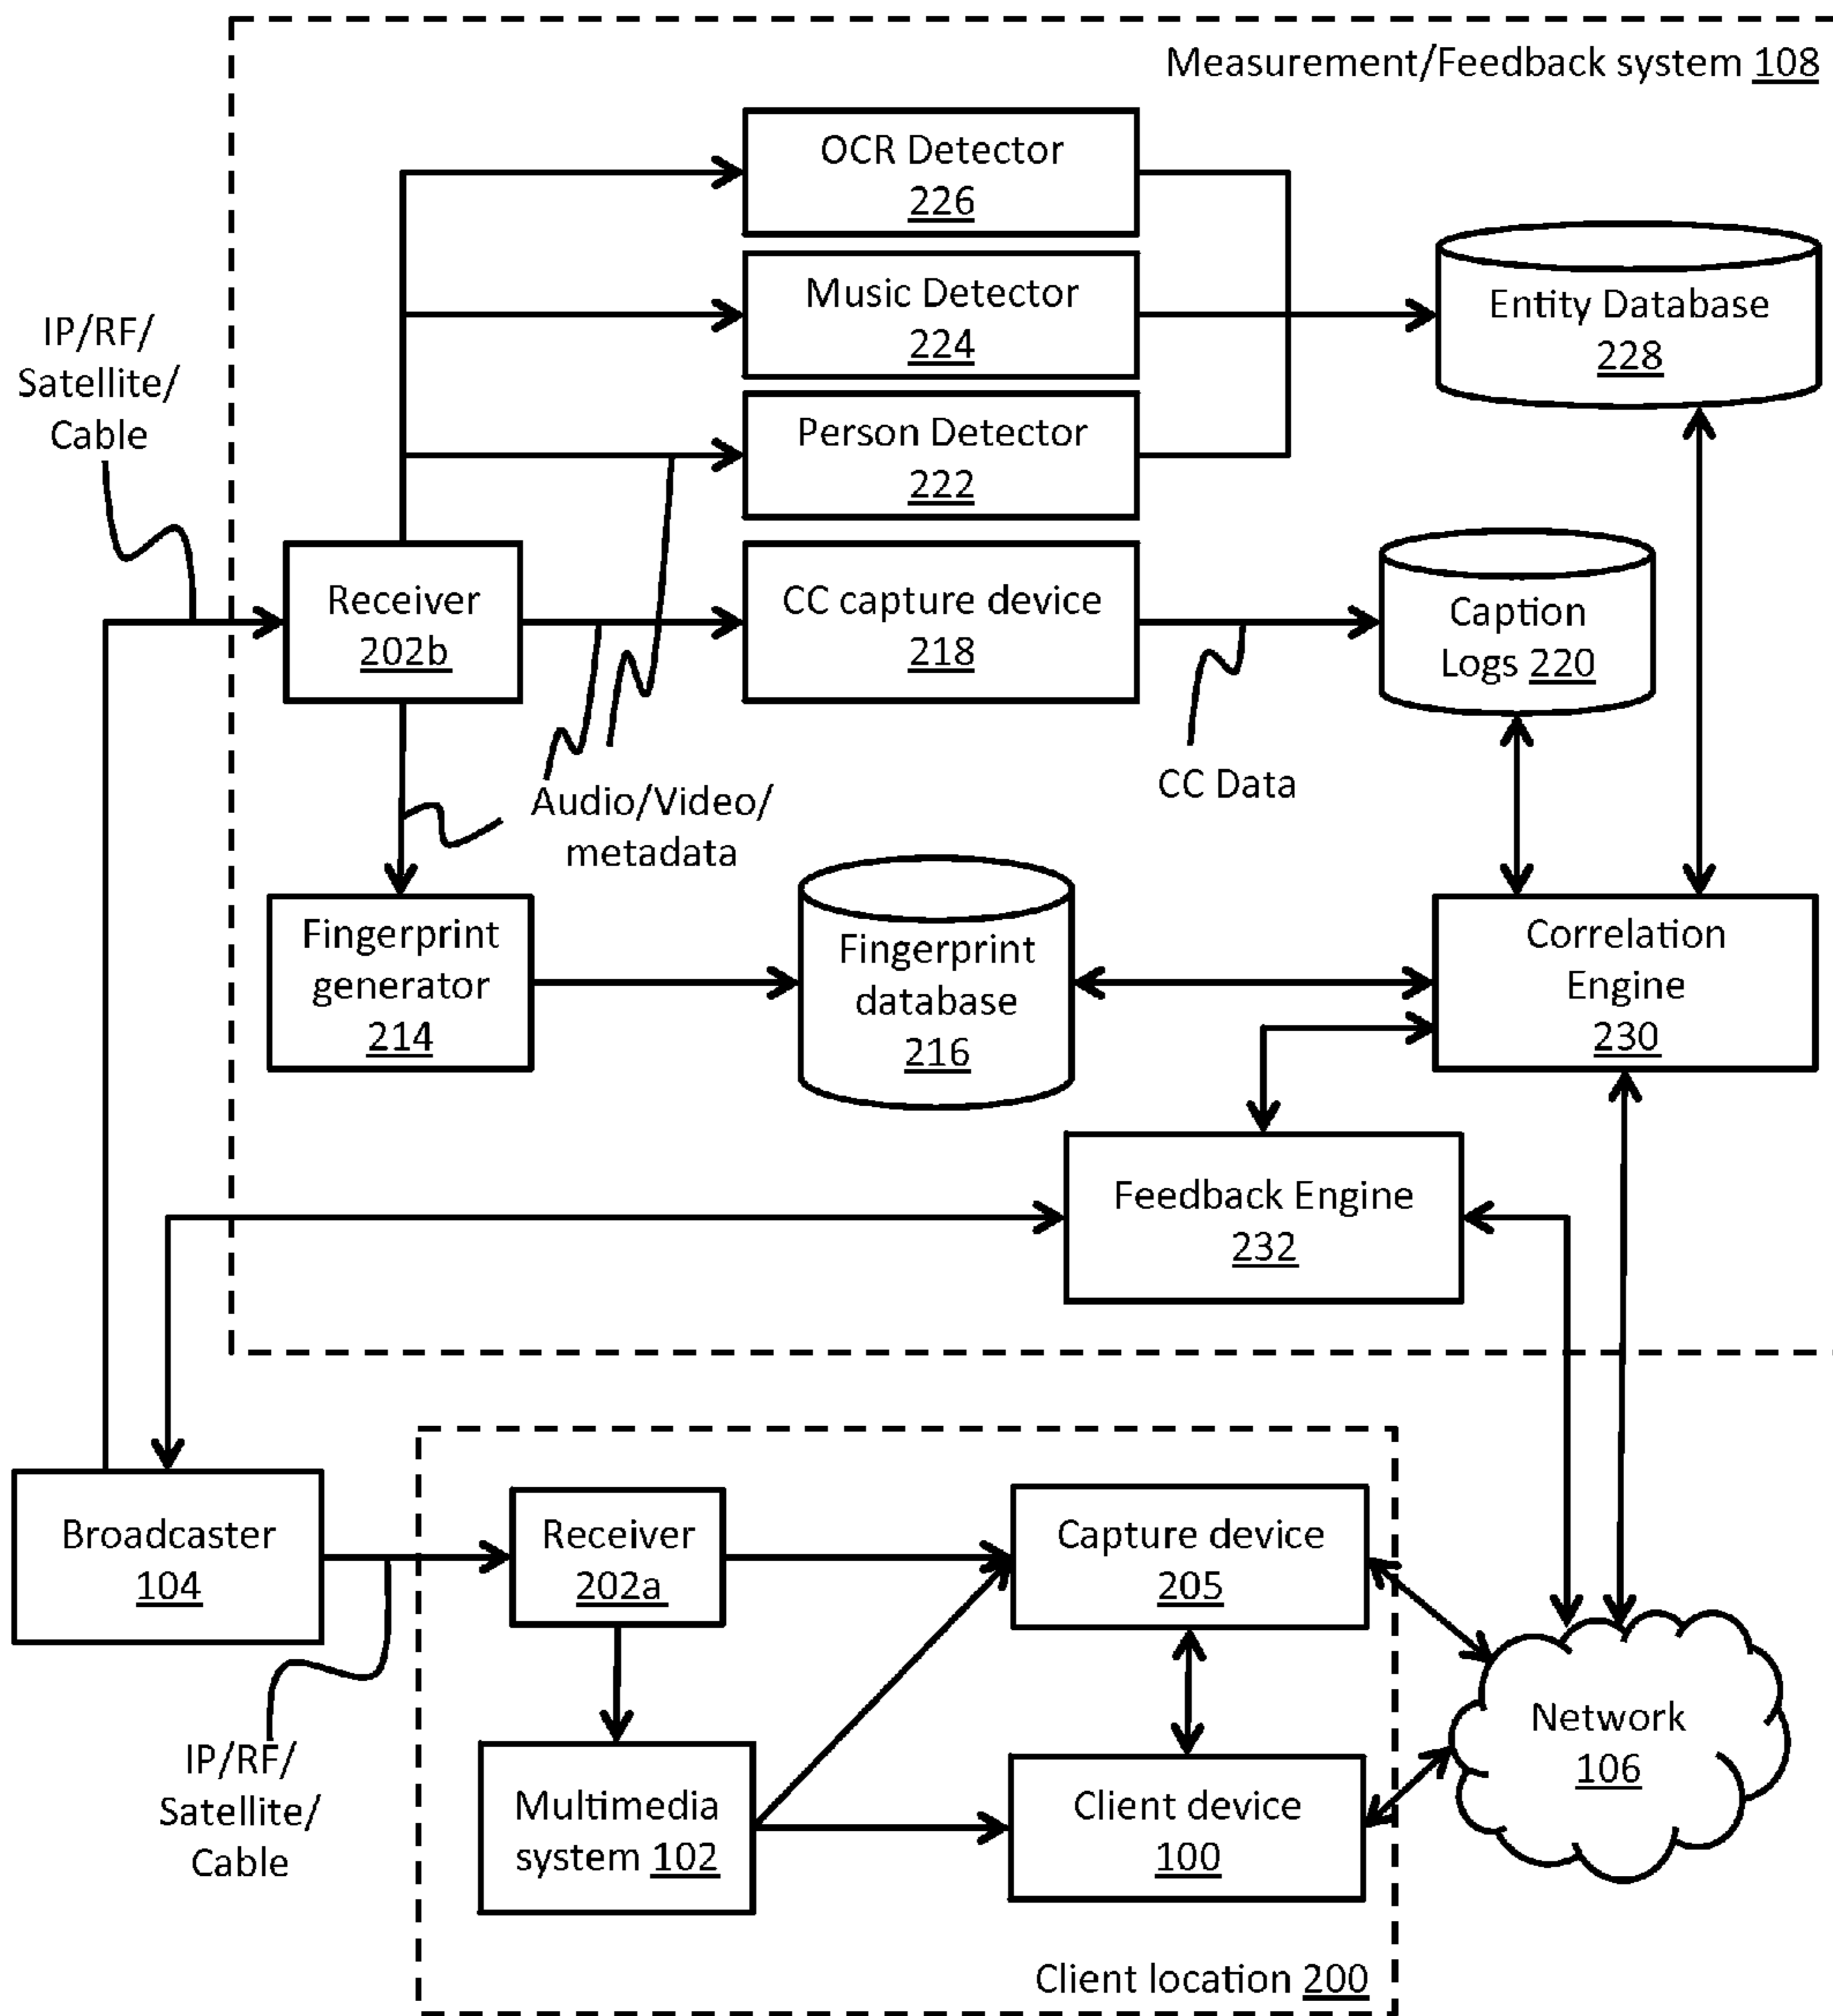 Measurement/Feedback system 108
OCR Detector
226
Music Detector
224
Entity Database
228
IP/RF/
Satellite/
Cable
Person Detector
222
Receiver
202b
CC capture device
218
Caption
Logs 220
Audio/Video/
metadata
CC Data
Fingerprint
generator
214
Fingerprint
database
216
Correlation
Engine
230
Feedback Engine
232
Broadcaster
104
Receiver
202a
Capture device
205
Network
106
IP/RF/
Satellite/
Cable
Multimedia
system 102
Client device
100
Client location 200